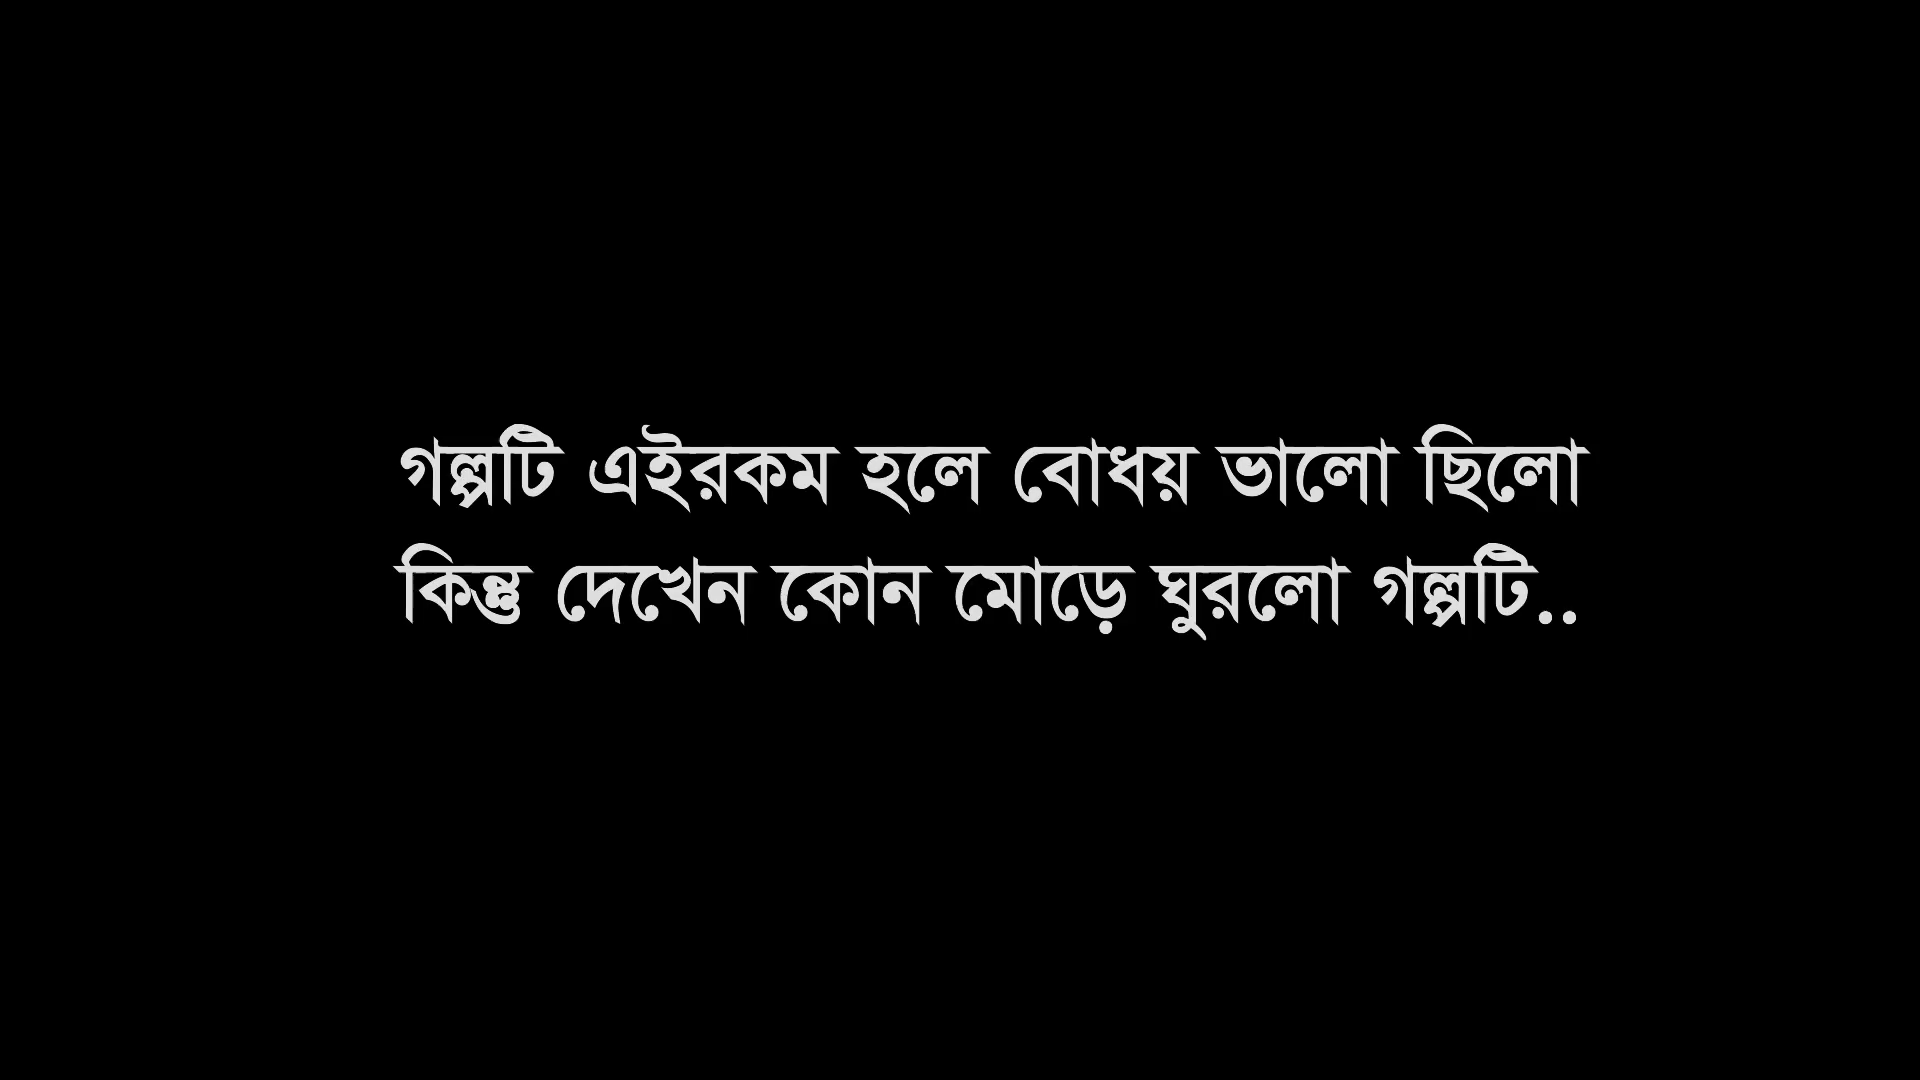 গল্পটি এইরকম হলে বোধয় ভালো ছিলো
কিন্তু দেখেন কোন মোড়ে ঘুরলো গল্পটি..